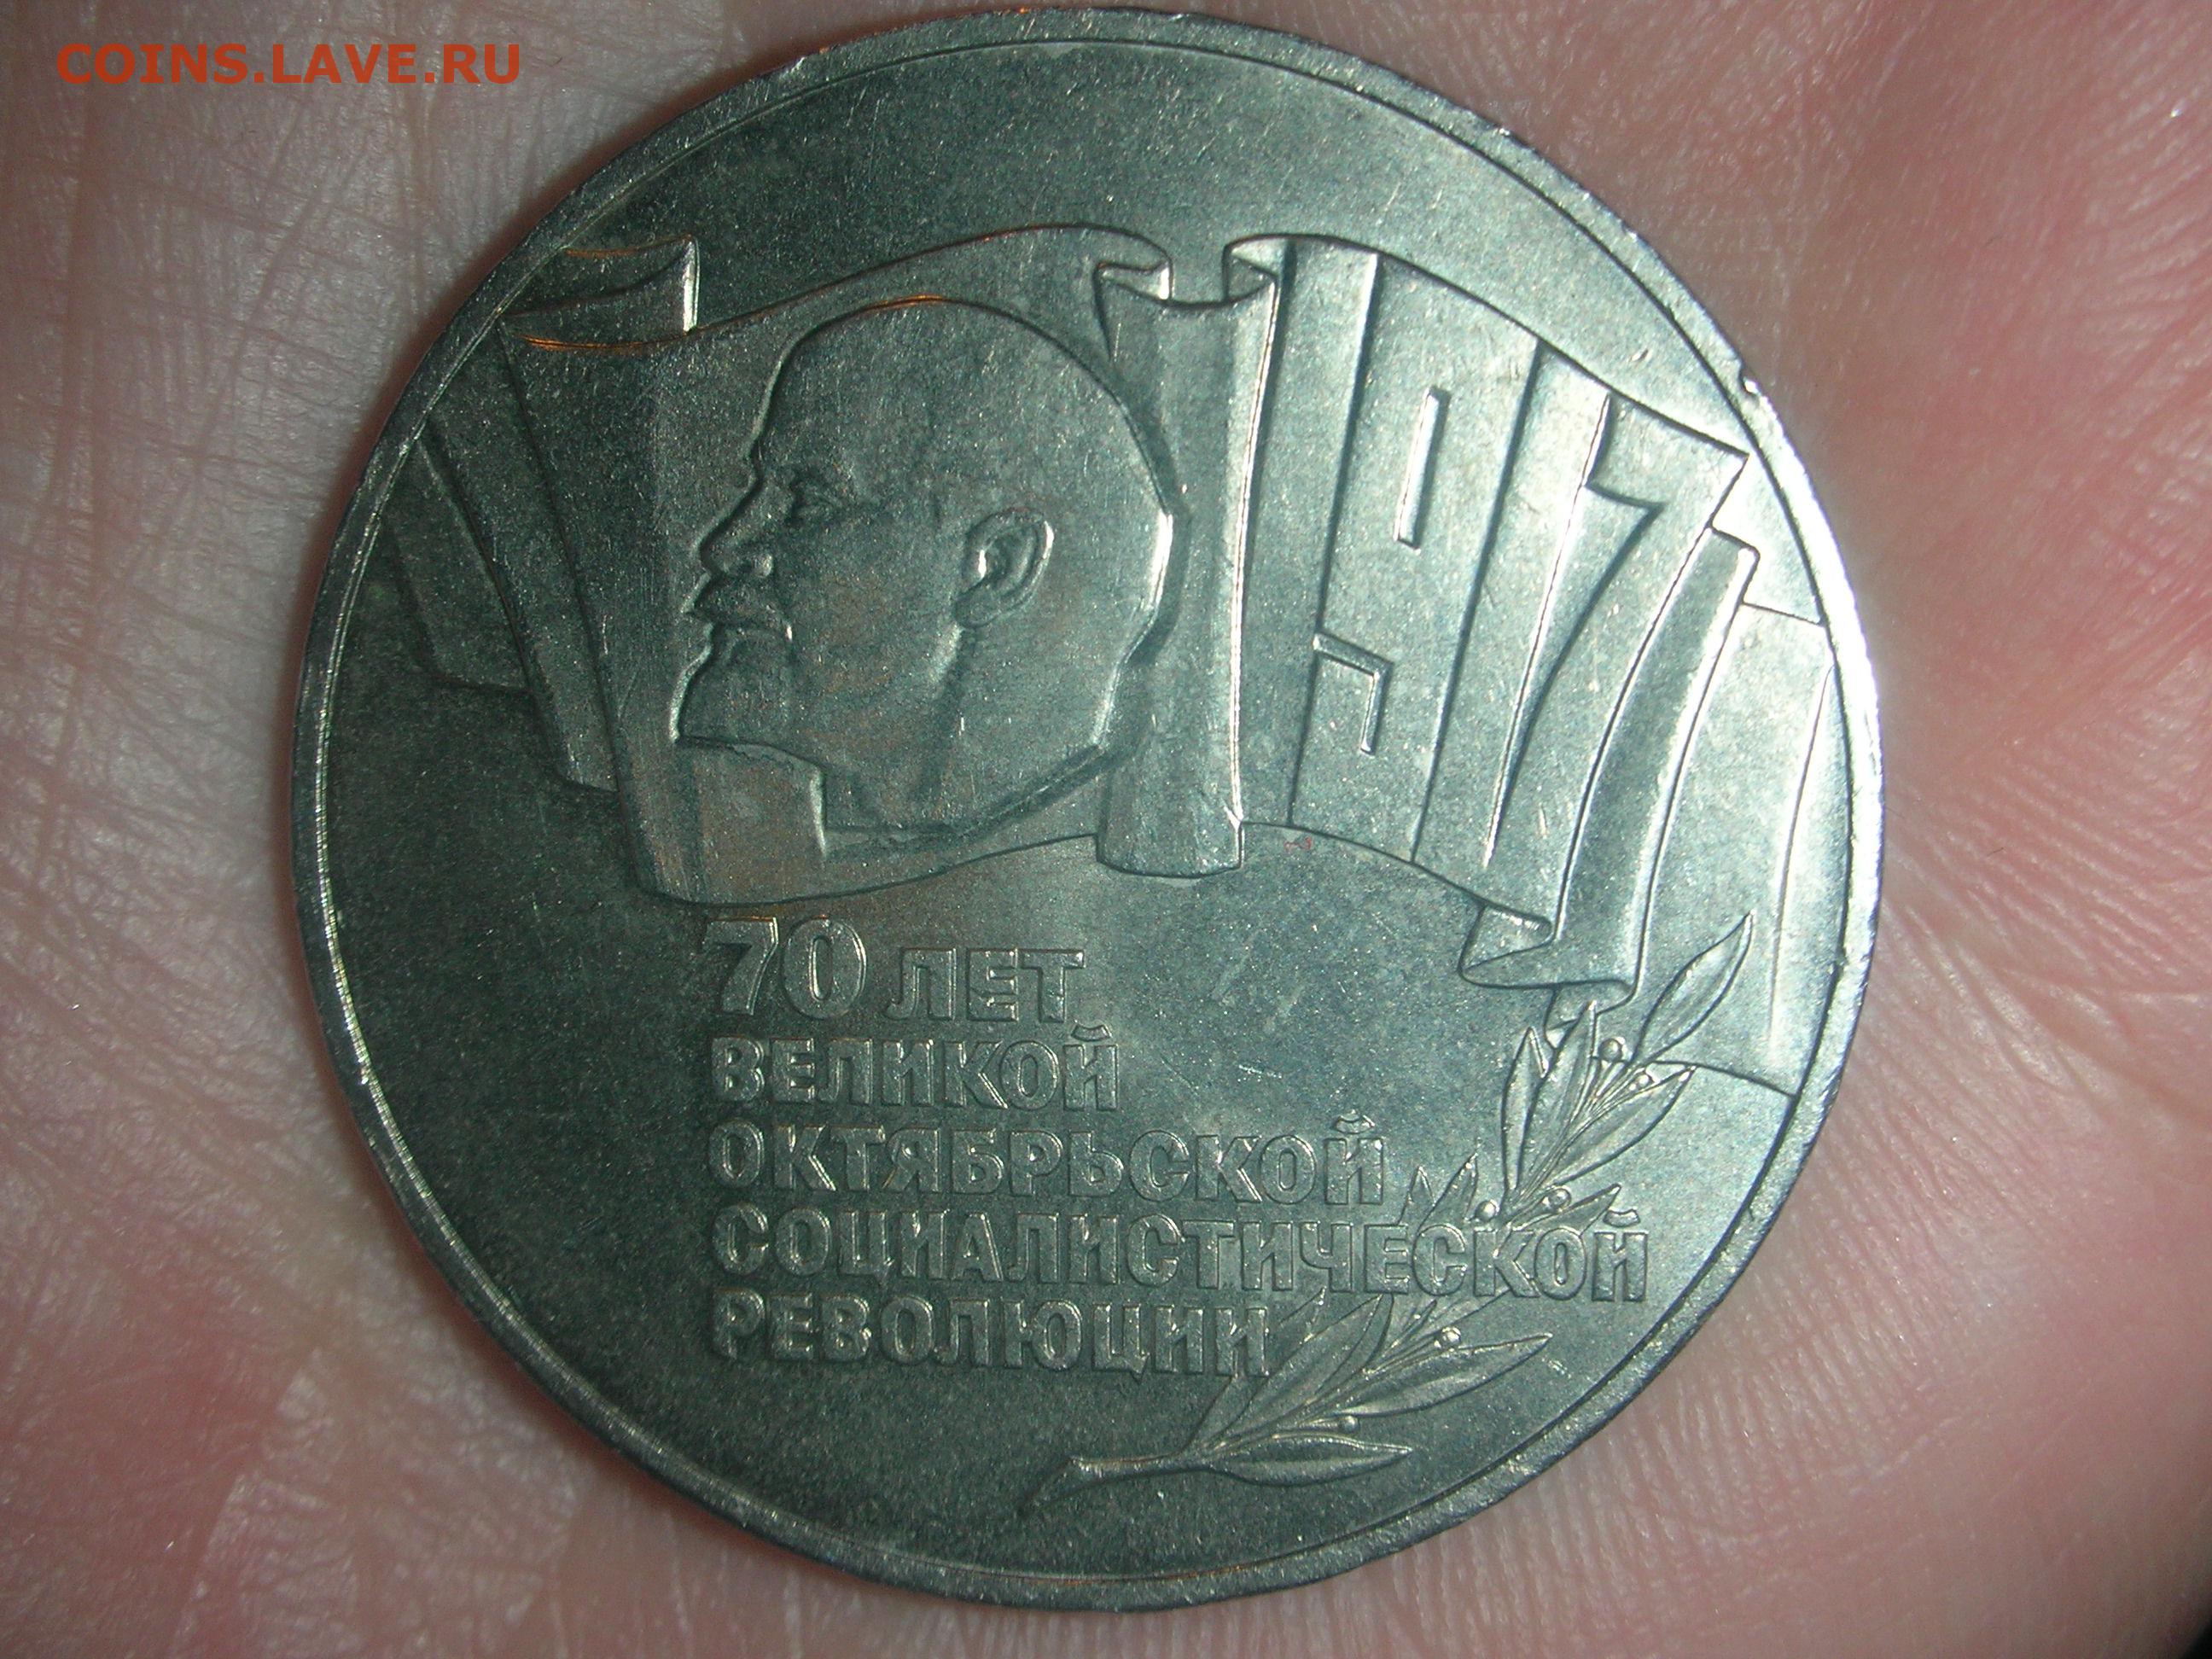 COINS.LAVE.RU
1917
70 ЛЕТ
ВЕЛИКОЙ
ОКТЯБРЬСКОЙ
СОЦИАЛИСТИЧЕСКОЙ
РЕВОЛЮЦИИ